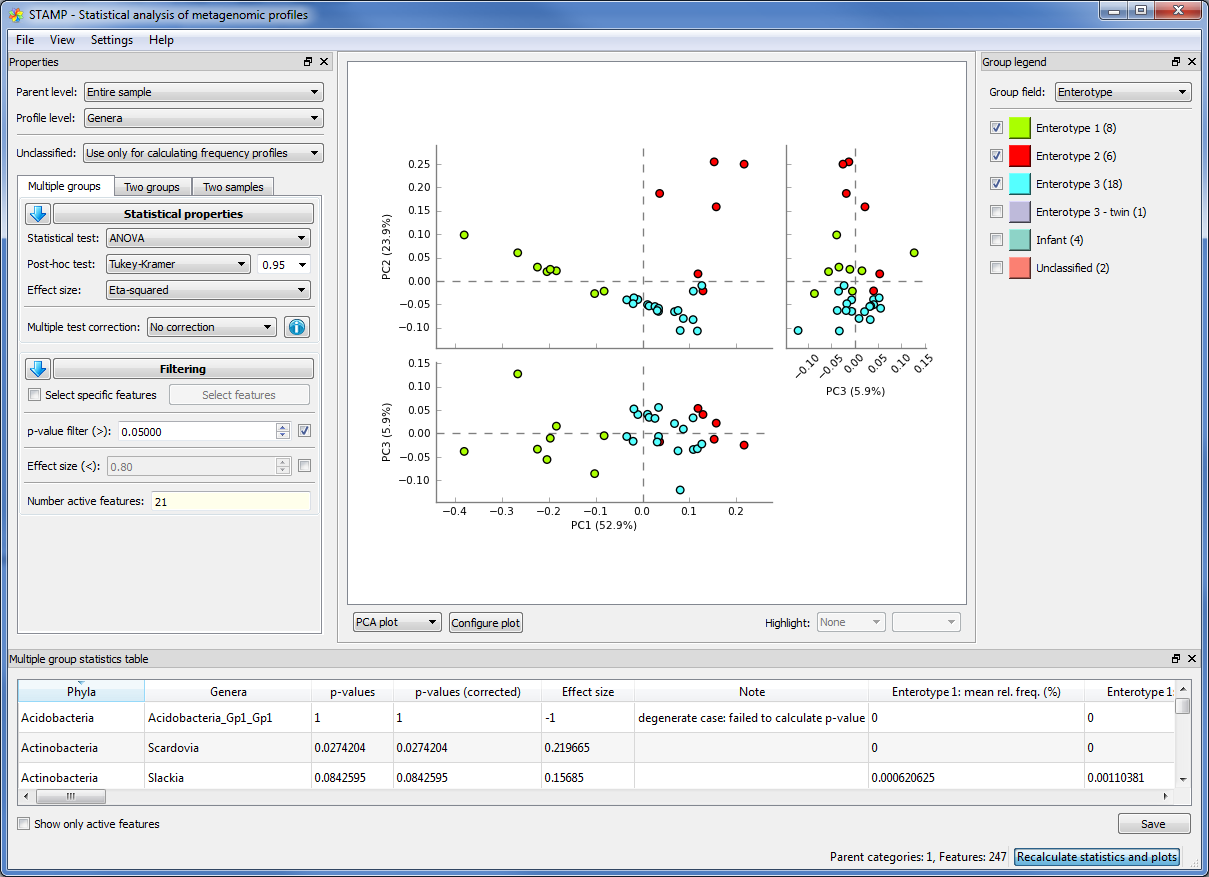 STAMP - Statistical analysis of metagenomic profiles
File View Settings Help
Properties
Parent level: Entire sample
Profile level: Genera
Unclassified: Use only for calculating frequency profiles
Multiple groups Two groups Two samples
Statistical properties
Statistical test: ANOVA
Post-hoc test: Tukey-Kramer 0.95
Effect size: Eta-squared
Multiple test correction: No correction
Filtering
Select specific features Select features
p-value filter (>): 0.05000
Effect size (<): 0.80
Number active features: 21
PC2 (23.9%)
0.25
0.20
0.15
0.10
0.05
0.00
−0.05
−0.10
−0.10 −0.05 0.00 0.05 0.10 0.15
PC3 (5.9%)
PC3 (5.9%)
0.15
0.10
0.05
0.00
−0.05
−0.10
−0.4 −0.3 −0.2 −0.1 0.0 0.1 0.2
PC1 (52.9%)
PCA plot Configure plot Highlight: None
Group legend
Group field: Enterotype
Enterotype 1 (8)
Enterotype 2 (6)
Enterotype 3 (18)
Enterotype 3 - twin (1)
Infant (4)
Unclassified (2)
Multiple group statistics table
Phyla Genera p-values p-values (corrected) Effect size Note Enterotype 1: mean rel. freq. (%) Enterotype 1:
Acidobacteria Acidobacteria_Gp1_Gp1 1 1 -1 degenerate case: failed to calculate p-value 0 0
Actinobacteria Scardovia 0.0274204 0.0274204 0.219665 0 0
Actinobacteria Slackia 0.0842595 0.0842595 0.15685 0.000620625 0.00110381
Show only active features Save
Parent categories: 1, Features: 247 Recalculate statistics and plots